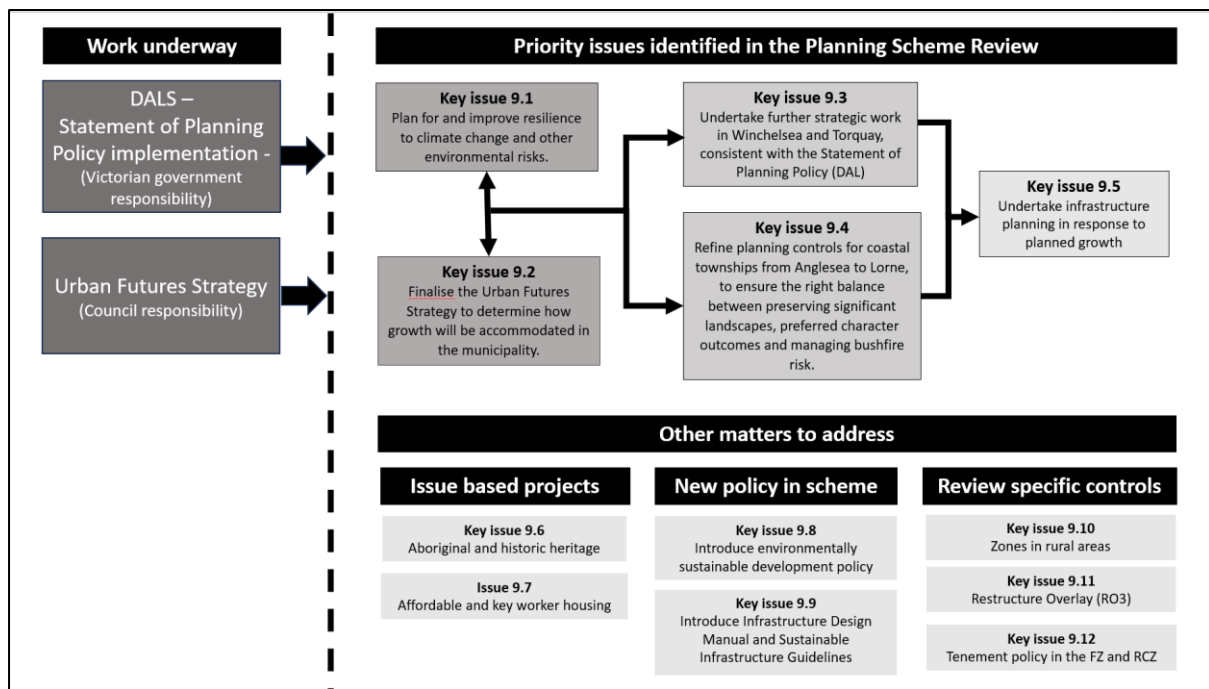 Work underway
DALS –
Statement of Planning
Policy implementation -
(Victorian government
responsibility)
Urban Futures Strategy
(Council responsibility)
Priority issues identified in the Planning Scheme Review
Key issue 9.1
Plan for and improve resilience
to climate change and other
environmental risks.
Key issue 9.2
Finalise the Urban Futures
Strategy to determine how
growth will be accommodated in
the municipality.
Key issue 9.3
Undertake further strategic work
in Winchelsea and Torquay,
consistent with the Statement of
Planning Policy (DAL)
Key issue 9.4
Refine planning controls for coastal
townships from Anglesea to Lorne,
to ensure the right balance
between preserving significant
landscapes, preferred character
outcomes and managing bushfire
risk.
Key issue 9.5
Undertake infrastructure
planning in response to
planned growth
Other matters to address
Issue based projects
Key issue 9.6
Aboriginal and historic heritage
Issue 9.7
Affordable and key worker housing
New policy in scheme
Key issue 9.8
Introduce environmentally
sustainable development policy
Key issue 9.9
Introduce Infrastructure Design
Manual and Sustainable
Infrastructure Guidelines
Review specific controls
Key issue 9.10
Zones in rural areas
Key issue 9.11
Restructure Overlay (RO3)
Key issue 9.12
Tenement policy in the FZ and RCZ